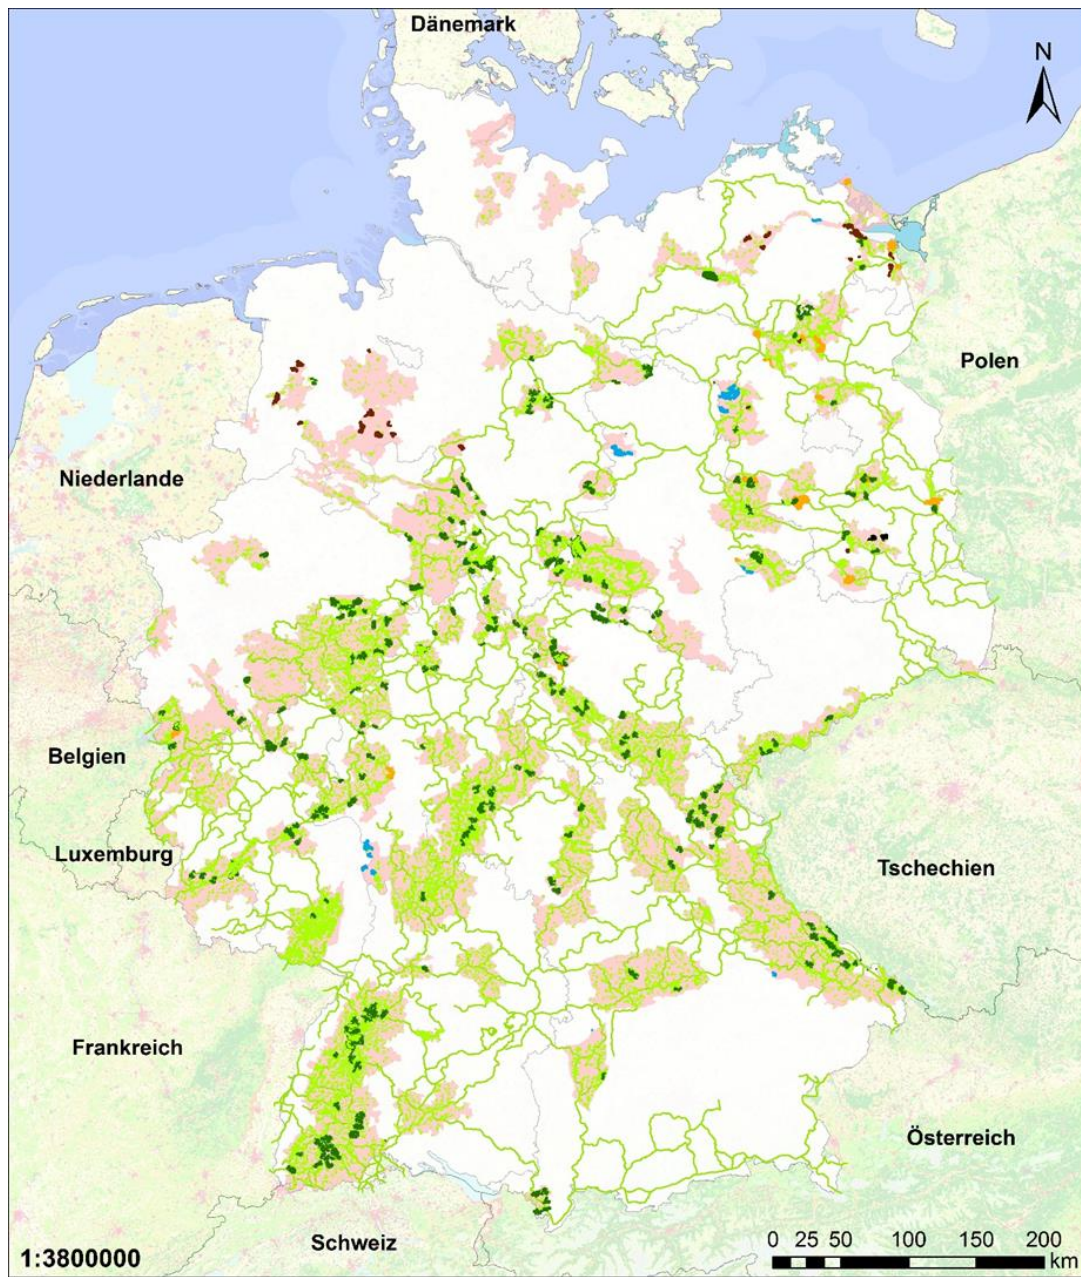 Dänemark
N
Polen
Niederlande
Belgien
Luxemburg
Tschechien
Frankreich
Österreich
Schweiz
1:3800000
0 25 50 100 150 200
km